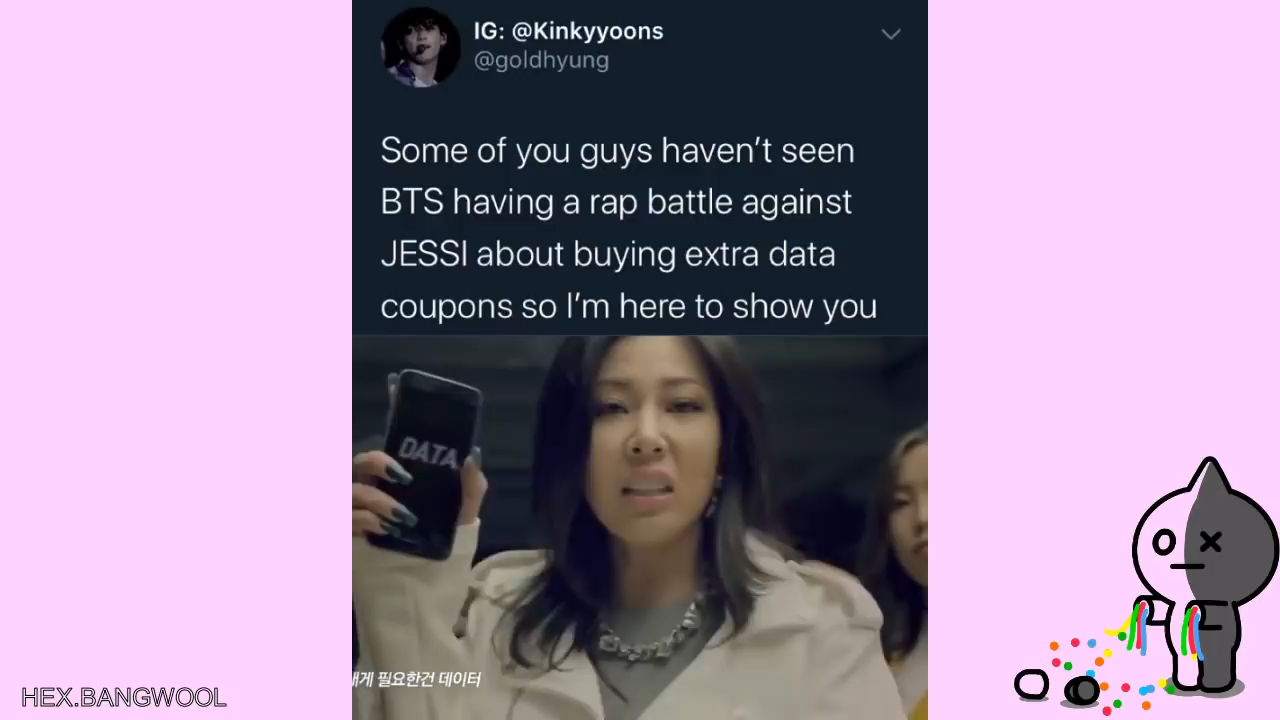 IG: @Kinkyyoons
@goldhyung
Some of you guys haven't seen
BTS having a rap battle against
JESSI about buying extra data
coupons so I'm here to show you
DATA
필요한건 데이터
HEX.BANGWOOL